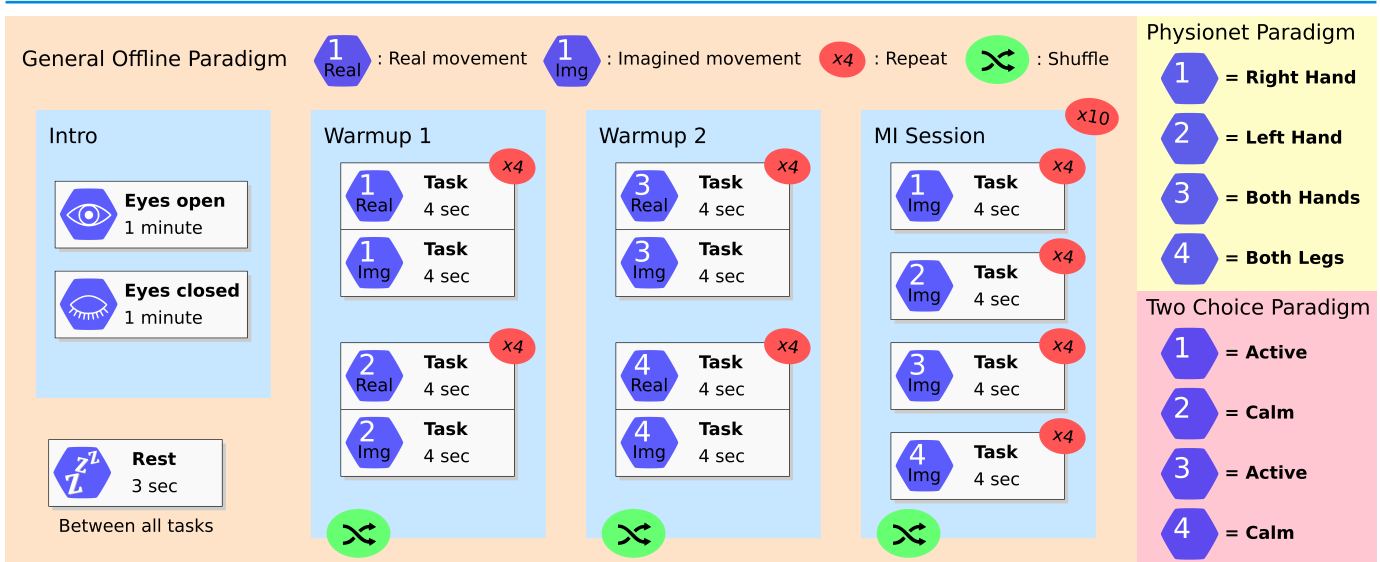 General Offline Paradigm
1 Real : Real movement
1 Img : Imagined movement
x4 : Repeat
: Shuffle
Intro
Eyes open
1 minute
Eyes closed
1 minute
Rest
3 sec
Between all tasks
Warmup 1
x4
1 Real Task
4 sec
1 Img Task
4 sec
x4
2 Real Task
4 sec
2 Img Task
4 sec
Warmup 2
x4
3 Real Task
4 sec
3 Img Task
4 sec
x4
4 Real Task
4 sec
4 Img Task
4 sec
x10
MI Session
x4
1 Img Task
4 sec
x4
2 Img Task
4 sec
x4
3 Img Task
4 sec
x4
4 Img Task
4 sec
Physionet Paradigm
1 = Right Hand
2 = Left Hand
3 = Both Hands
4 = Both Legs
Two Choice Paradigm
1 = Active
2 = Calm
3 = Active
4 = Calm